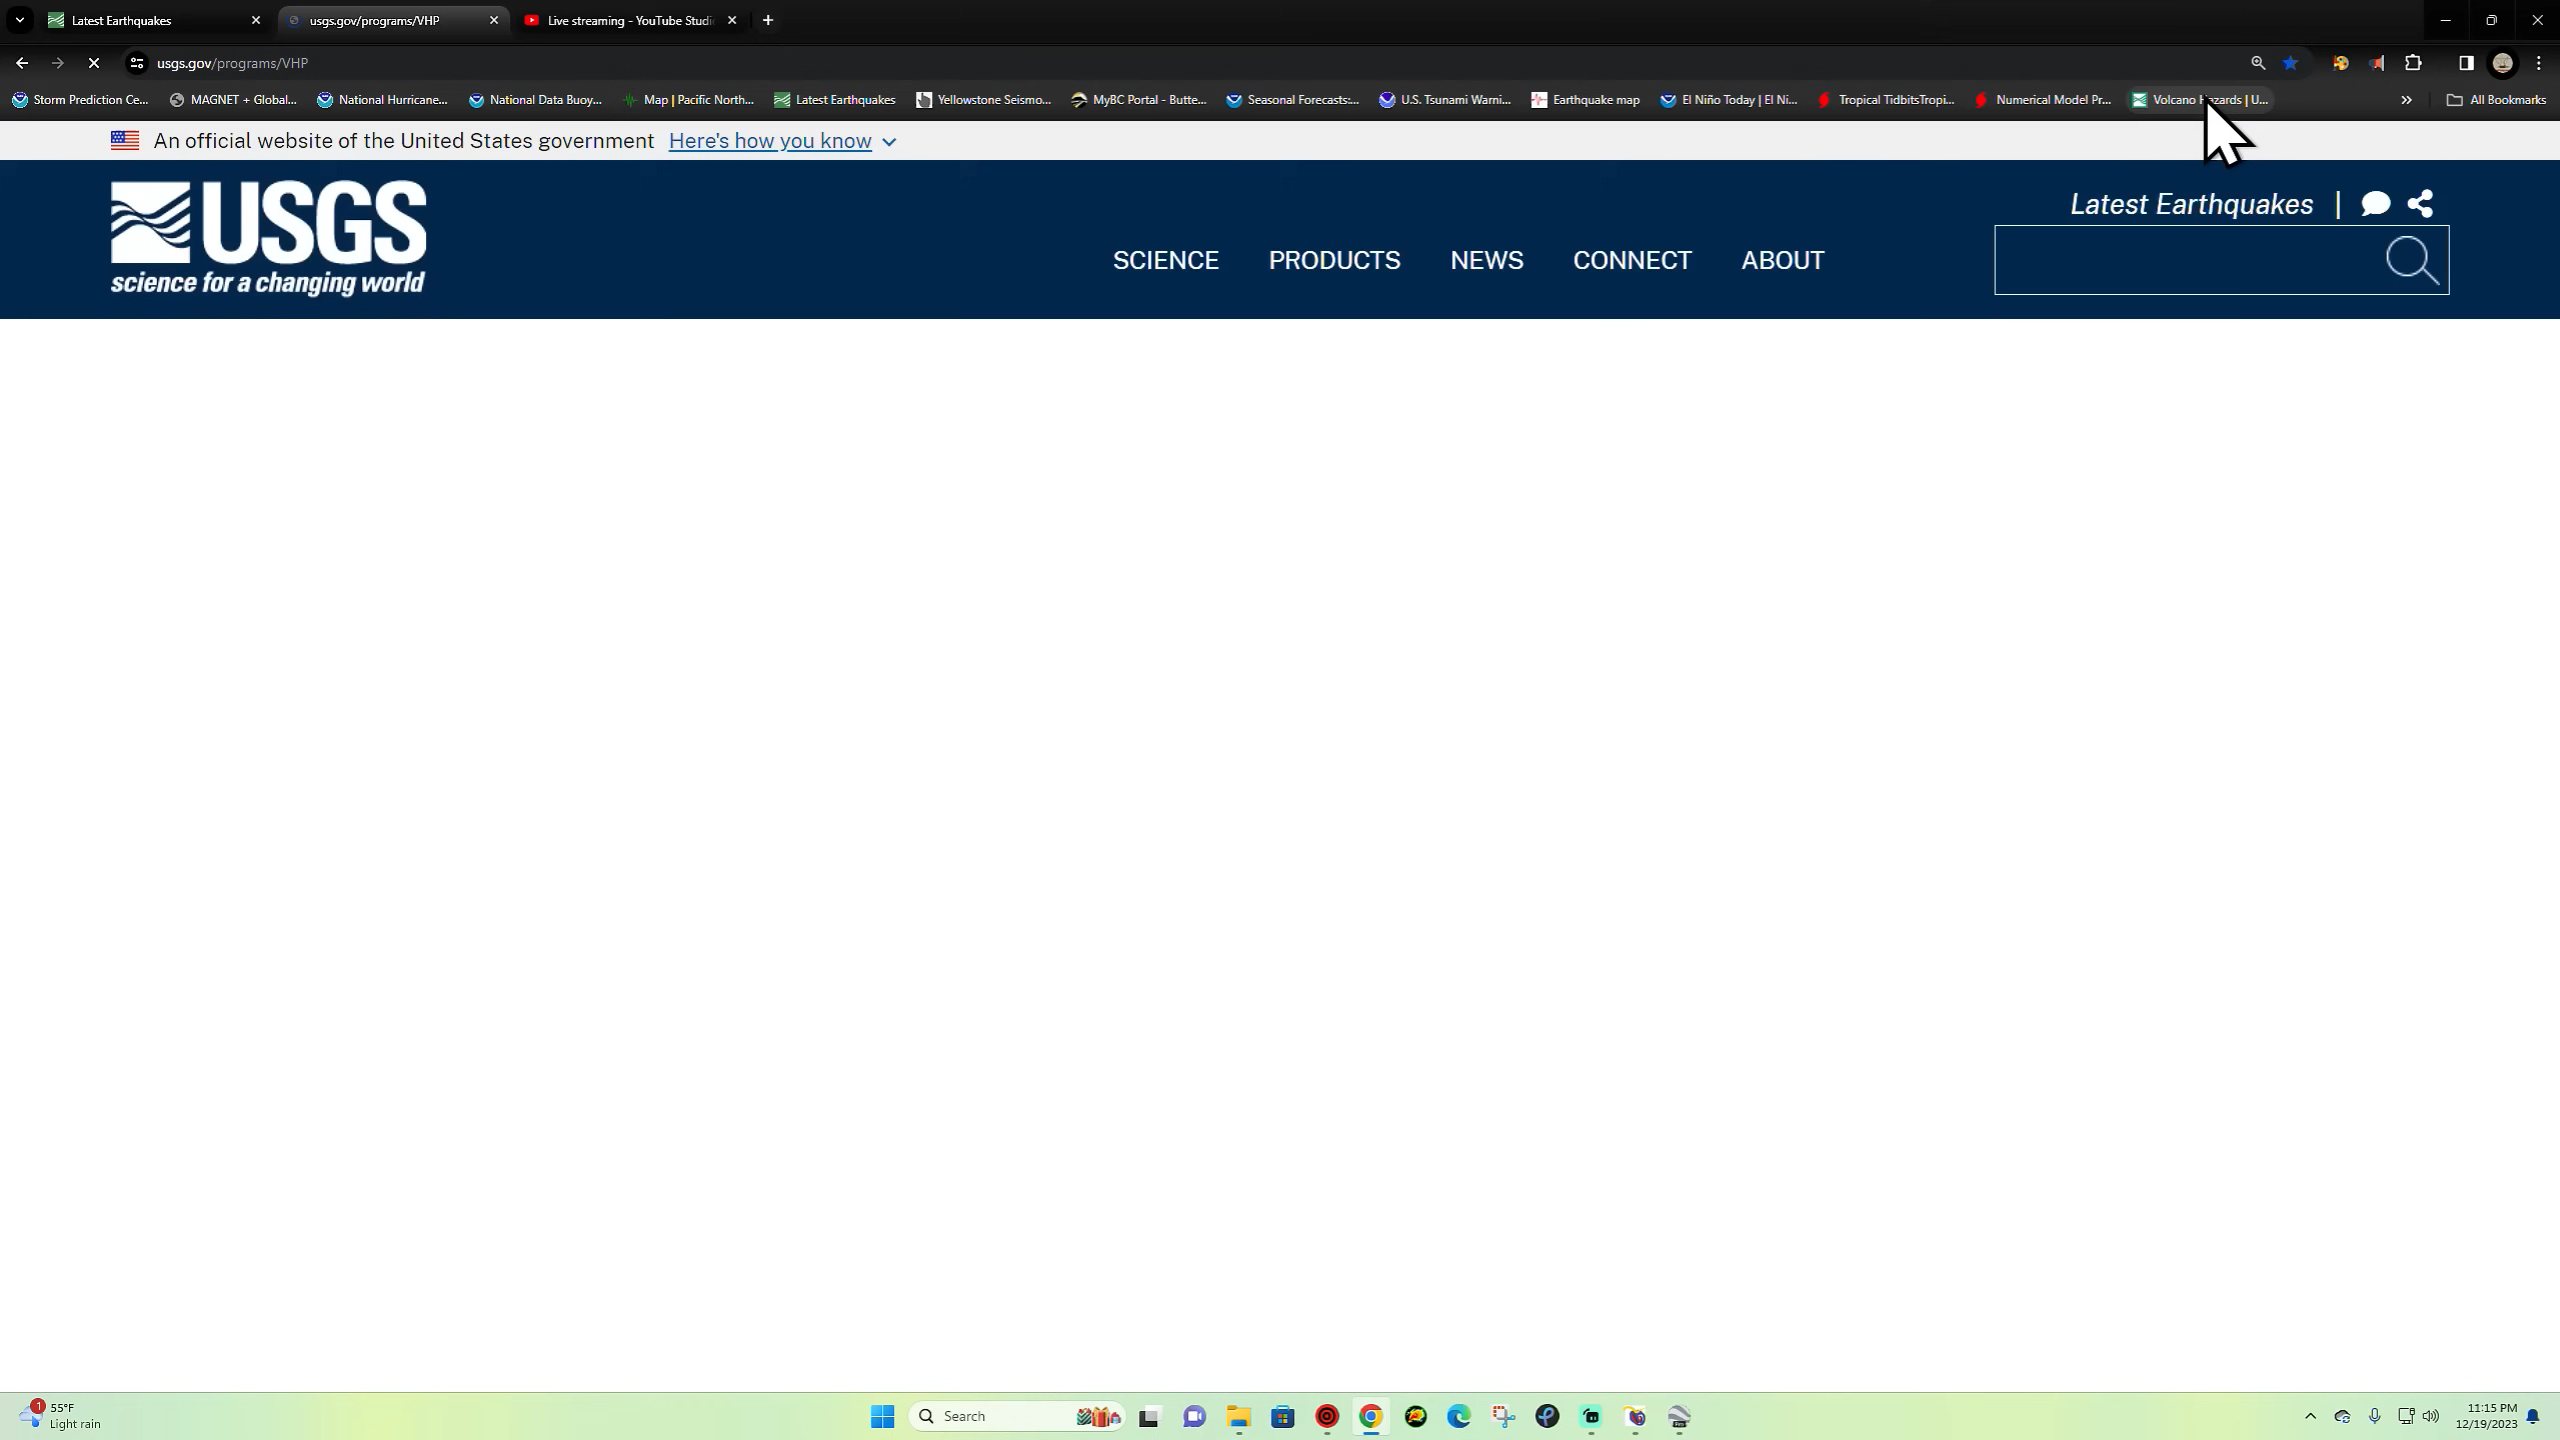 Latest Earthquakes
usgs.gov/programs/VHP
Live streaming - YouTube Studi
usgs.gov/programs/VHP
Storm Prediction Ce...
MAGNET + Global...
National Hurricane...
National Data Buoy...
Map | Pacific North...
Latest Earthquakes
Yellowstone Seismo...
MyBC Portal - Butte...
Seasonal Forecasts:...
U.S. Tsunami Warni...
Earthquake map
El Niño Today | El Ni...
Tropical TidbitsTropi...
Numerical Model Pr...
Volcano Hazards | U...
All Bookmarks
An official website of the United States government Here's how you know
USGS
science for a changing world
SCIENCE
PRODUCTS
NEWS
CONNECT
ABOUT
Latest Earthquakes |
1
55°F
Light rain
Search
11:15 PM
12/19/2023